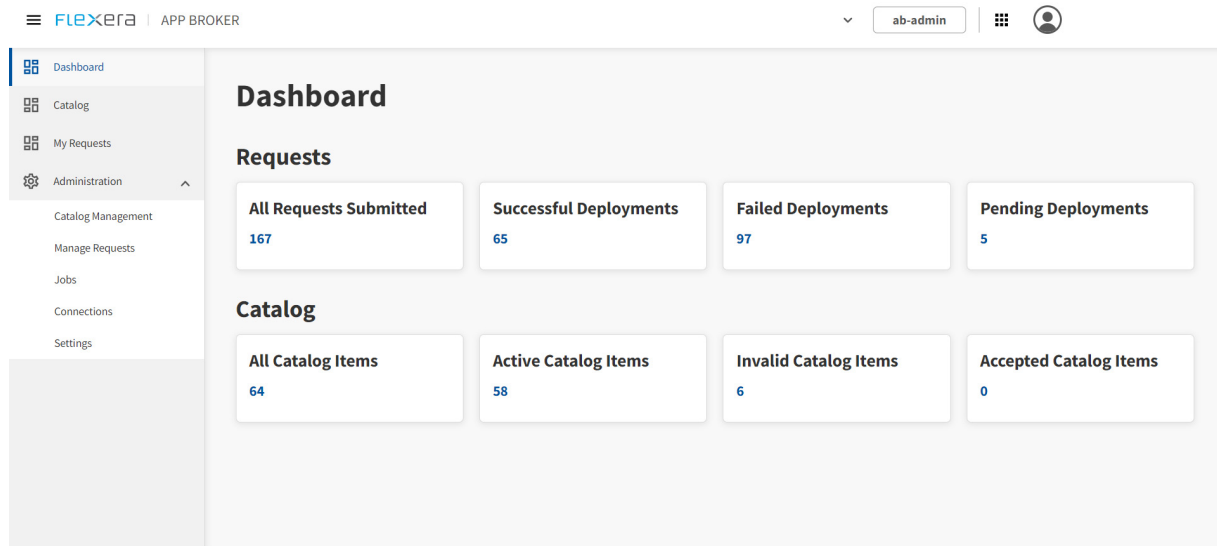 FLEXERA APP BROKER
ab-admin
Dashboard
Catalog
My Requests
Administration
Catalog Management
Manage Requests
Jobs
Connections
Settings
Dashboard
Requests
All Requests Submitted
167
Successful Deployments
65
Failed Deployments
97
Pending Deployments
5
Catalog
All Catalog Items
64
Active Catalog Items
58
Invalid Catalog Items
6
Accepted Catalog Items
0